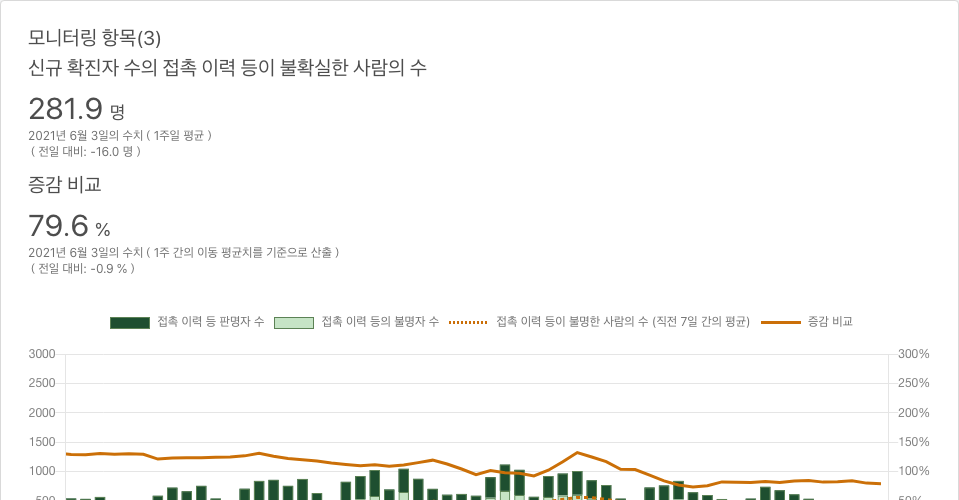 모니터링 항목(3)
신규 확진자 수의 접촉 이력 등이 불확실한 사람의 수
281.9 명
2021년 6월 3일의 수치 ( 1주일 평균 )
( 전일 대비: -16.0 명 )
증감 비교
79.6 %
2021년 6월 3일의 수치 ( 1주 간의 이동 평균치를 기준으로 산출 )
( 전일 대비: -0.9 % )
접촉 이력 등 판명자 수 접촉 이력 등의 불명자 수 접촉 이력 등이 불명한 사람의 수 (직전 7일 간의 평균) 증감 비교
3000 300%
2500 250%
2000 200%
1500 150%
1000 100%
500 50%